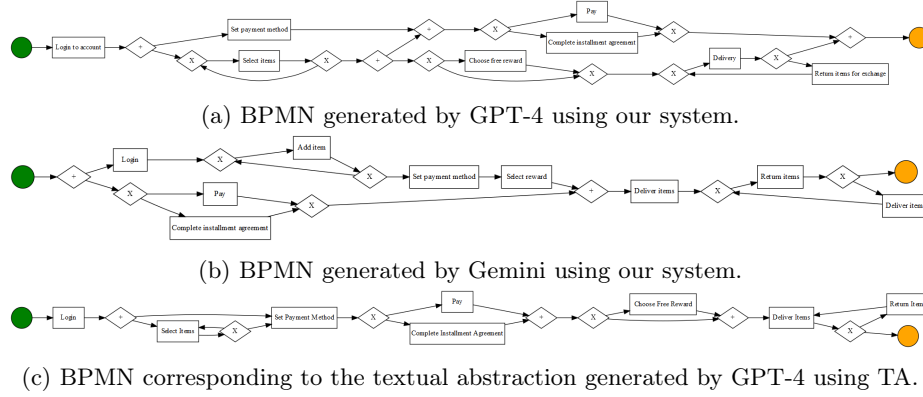 Login to account
+
Set payment method
X
Select items
X
+
+
X
Choose free reward
X
Pay
Complete installment agreement
X
X
X
Delivery
X
+
Return items for exchange
(a) BPMN generated by GPT-4 using our system.
+
Login
X
Add item
X
Set payment method
Select reward
X
Pay
Complete installment agreement
X
+
Deliver items
X
Return items
X
Deliver item
(b) BPMN generated by Gemini using our system.
Login
+
Select Items
X
Set Payment Method
X
Pay
Complete Installment Agreement
+
X
Choose Free Reward
+
Deliver Items
X
Return Item
(c) BPMN corresponding to the textual abstraction generated by GPT-4 using TA.